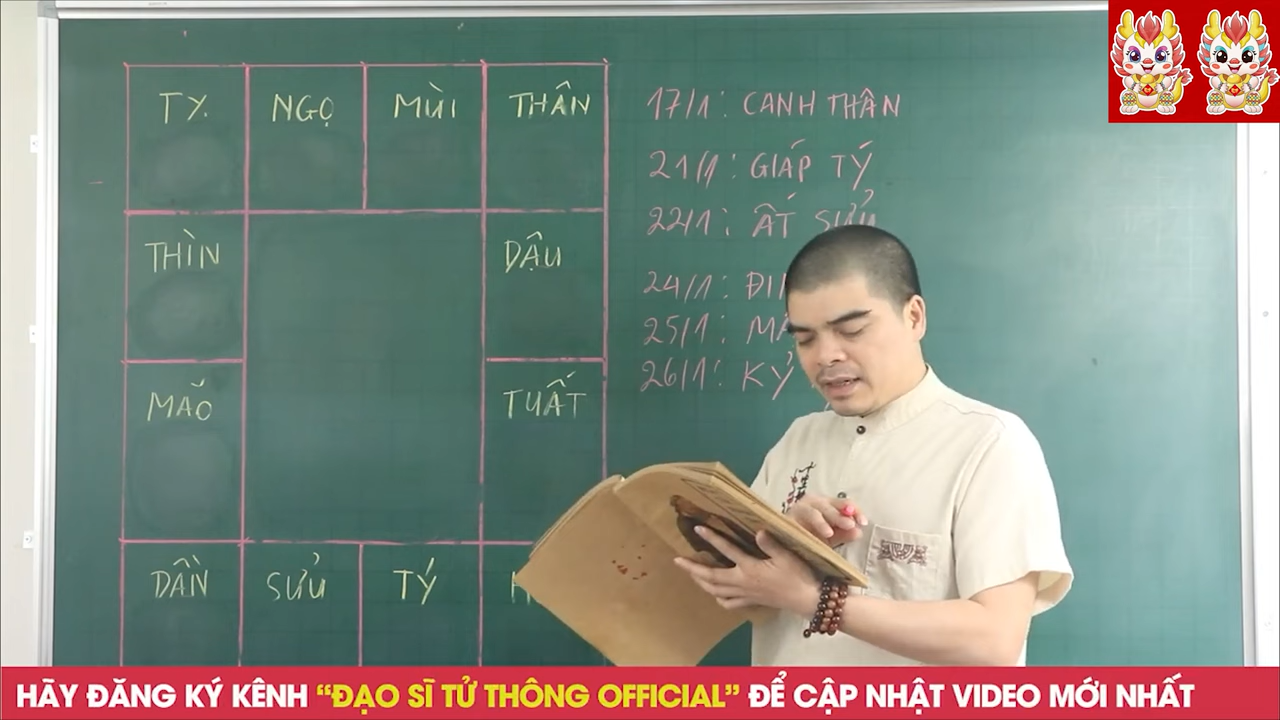 TỴ. NGỌ MÙI THÂN
THÌN DẬU
MÃO TUẤT
DẦN SỬU TÝ
17/1: CANH THÂN
21/1: GIÁP TÝ
22/1: ẤT SỬU
24/1:
25/1:
26/1: KỶ
HÃY ĐĂNG KÝ KÊNH “ĐẠO SĨ TỬ THÔNG OFFICIAL” ĐỂ CẬP NHẬT VIDEO MỚI NHẤT